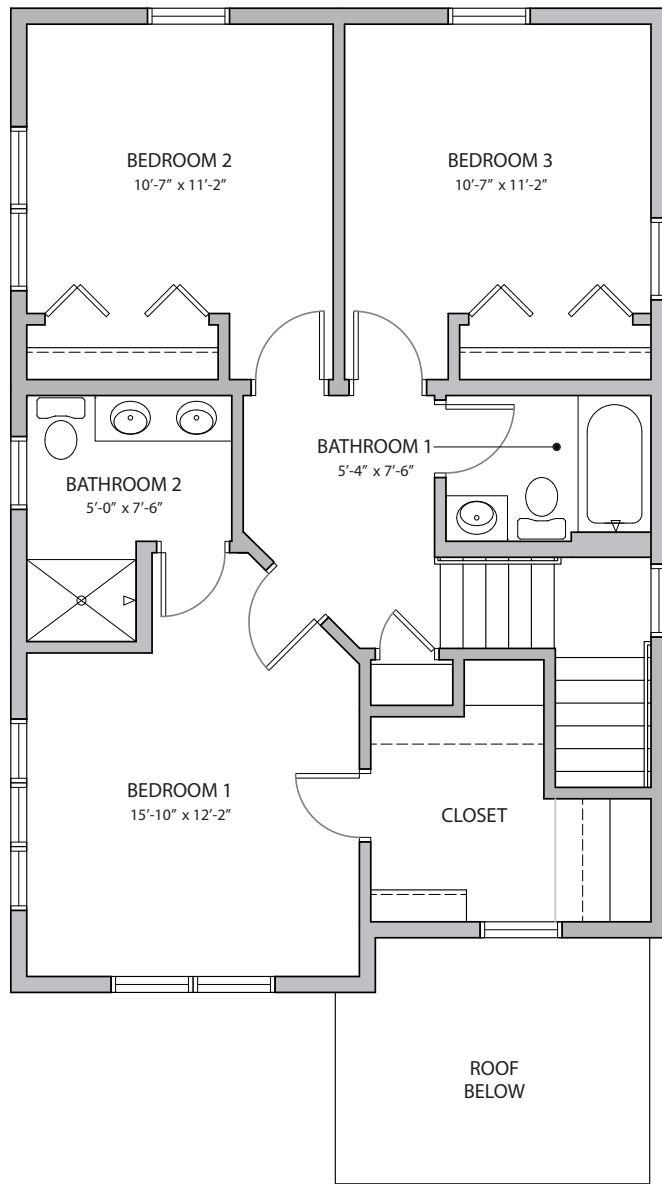 BEDROOM 2
10’-7” x 11’-2”
BEDROOM 3
10’-7” x 11’-2”
BATHROOM 1
5’-4” x 7’-6”
BATHROOM 2
5’-0” x 7’-6”
BEDROOM 1
15’-10” x 12’-2”
CLOSET
ROOF
BELOW